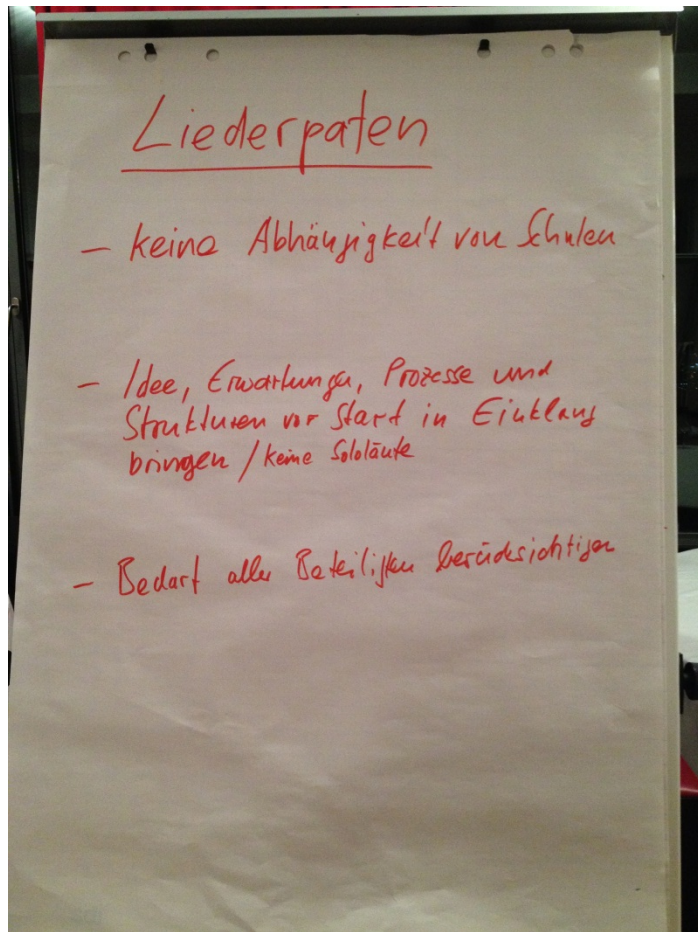 Liederpaten
– keine Abhängigkeit von Schulen
– Idee, Erwartungen, Prozesse und
Strukturen vor Start in Einklang
bringen / keine Sololäufe
– Bedarf aller Beteiligten berücksichtigen